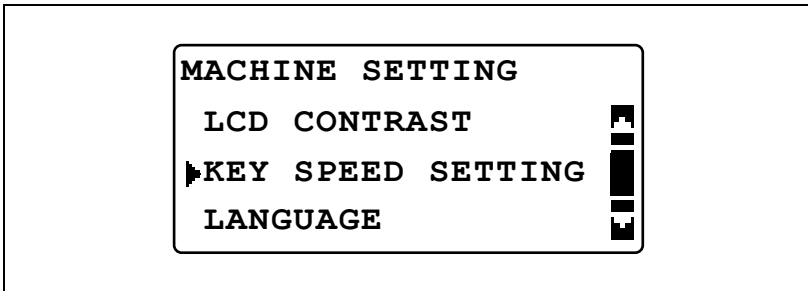 MACHINE SETTING
LCD CONTRAST
KEY SPEED SETTING
LANGUAGE